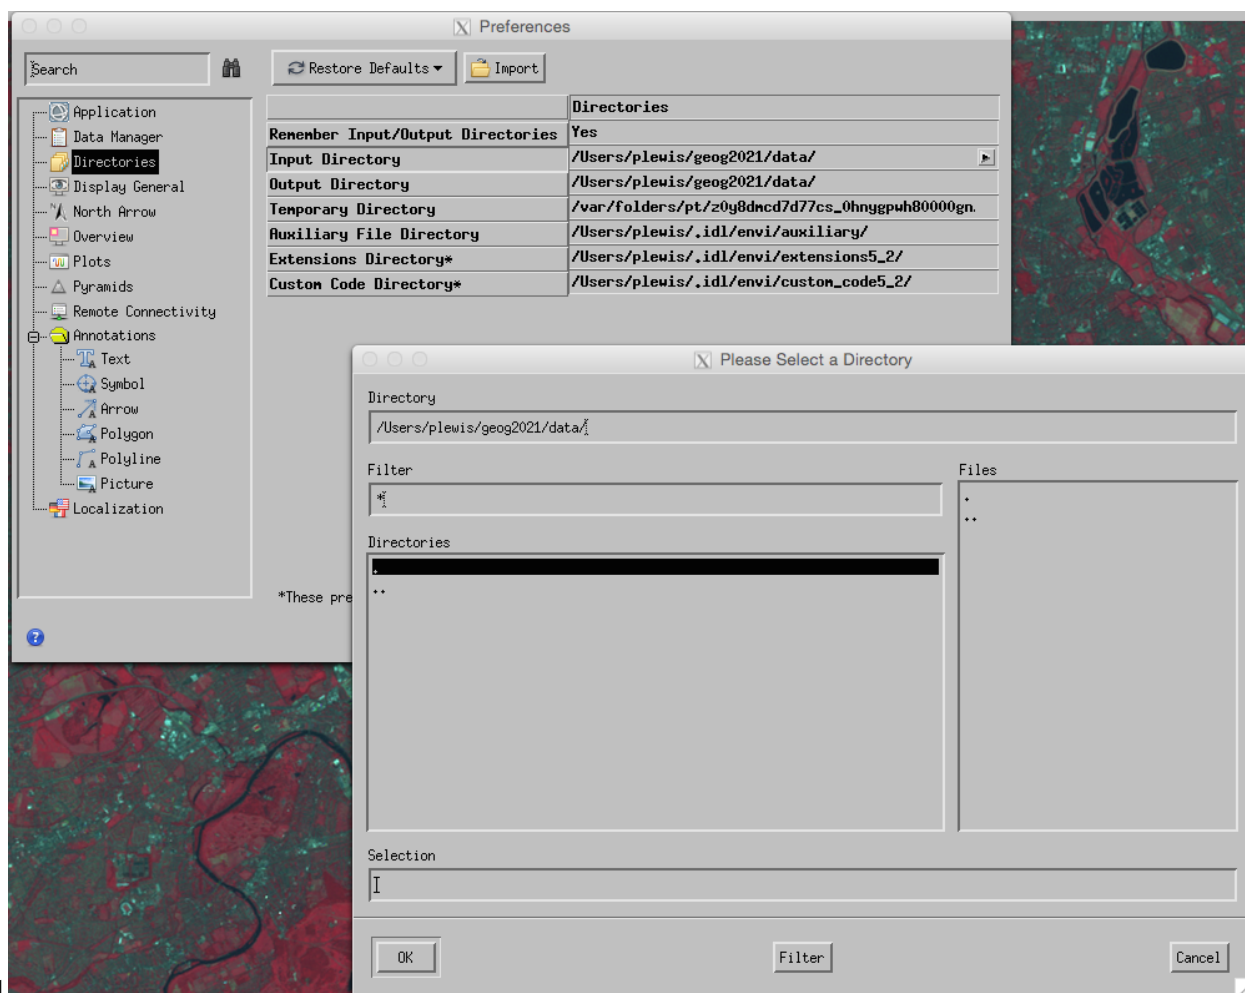 Preferences
Search
Restore Defaults
Import
Application
Data Manager
Directories
Display General
North Arrow
Overview
Plots
Pyramids
Remote Connectivity
Annotations
Text
Symbol
Arrow
Polygon
Polyline
Picture
Localization
Directories
Remember Input/Output Directories Yes
Input Directory /Users/plewis/geog2021/data/
Output Directory /Users/plewis/geog2021/data/
Temporary Directory /var/folders/pt/z0y8dmcd7d77cs_0hnygpwh80000gn.
Auxiliary File Directory /Users/plewis/.idl/envi/auxiliary/
Extensions Directory* /Users/plewis/.idl/envi/extensions5_2/
Custom Code Directory* /Users/plewis/.idl/envi/custom_code5_2/
*These pre
Please Select a Directory
Directory
/Users/plewis/geog2021/data/
Filter
*
Files
.
..
Directories
.
..
Selection
OK
Filter
Cancel